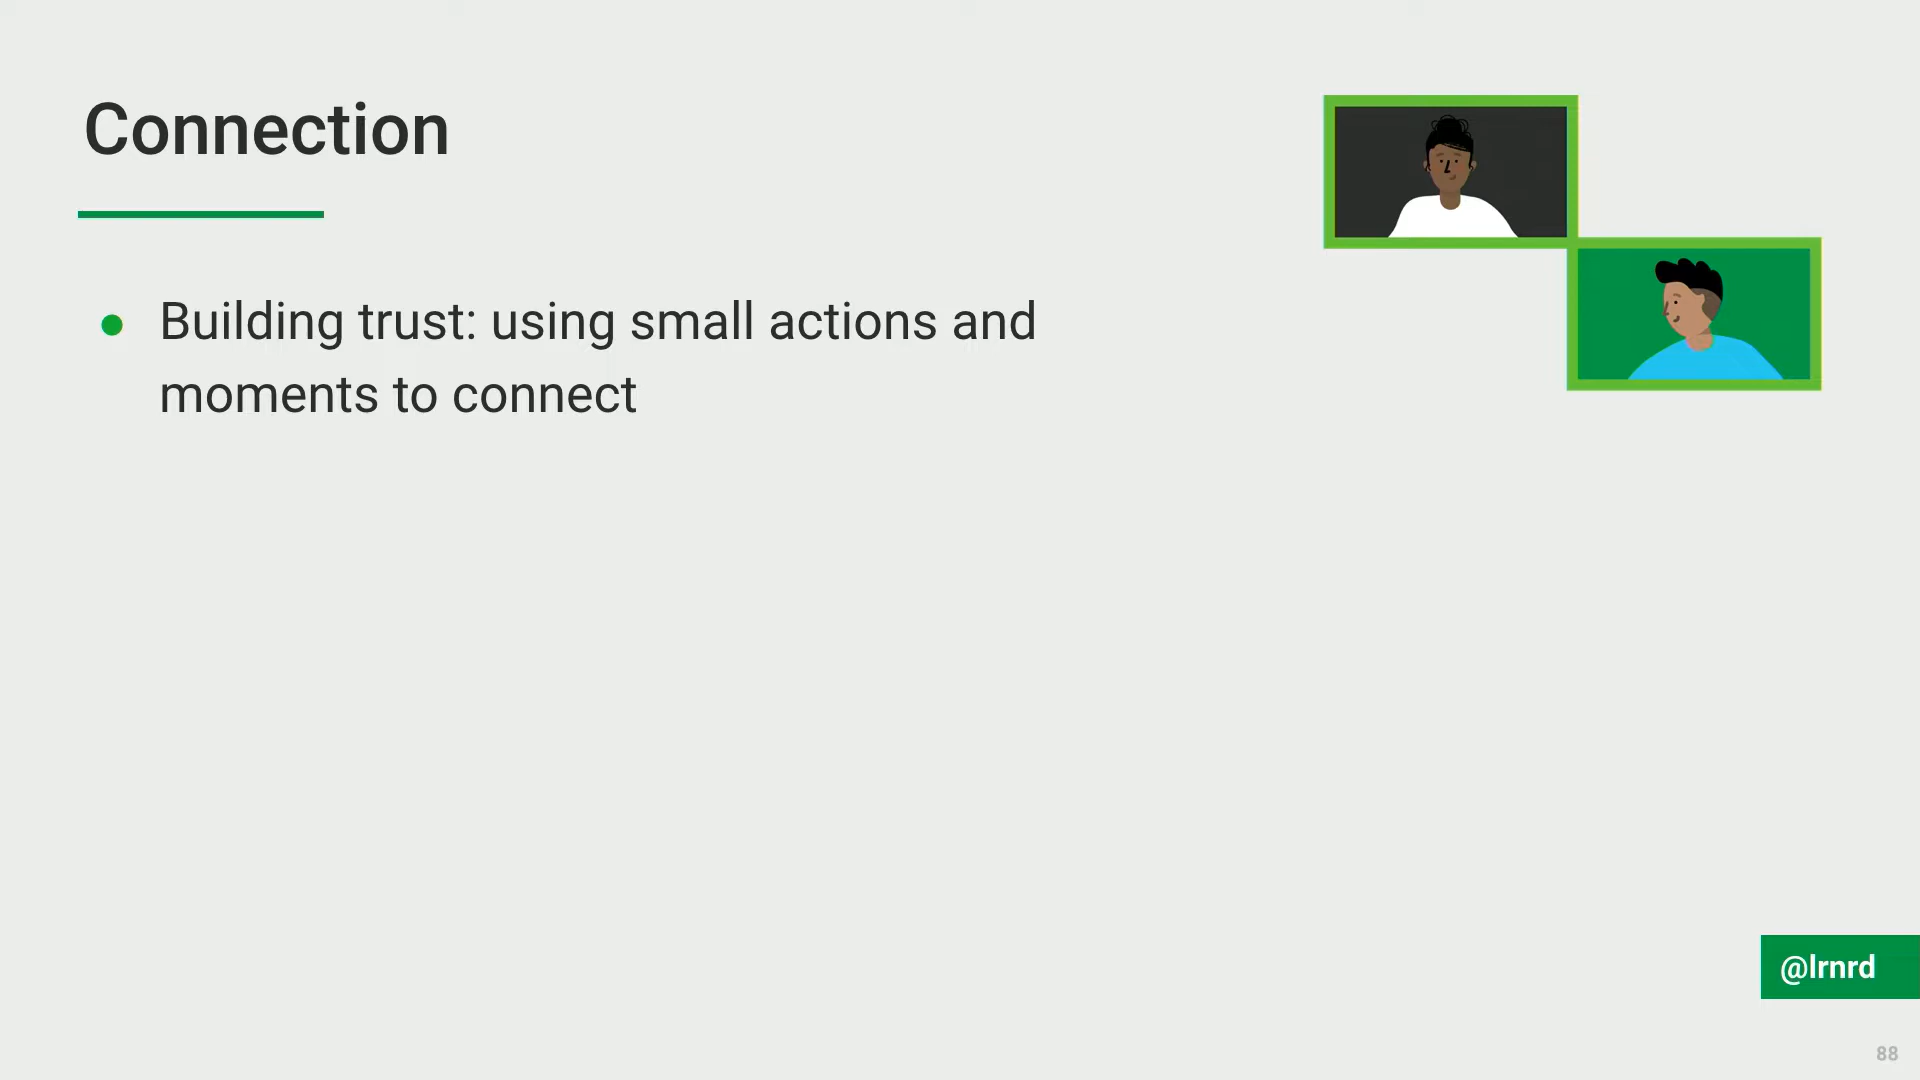 Connection
Building trust: using small actions and
moments to connect
@lrnrd
88